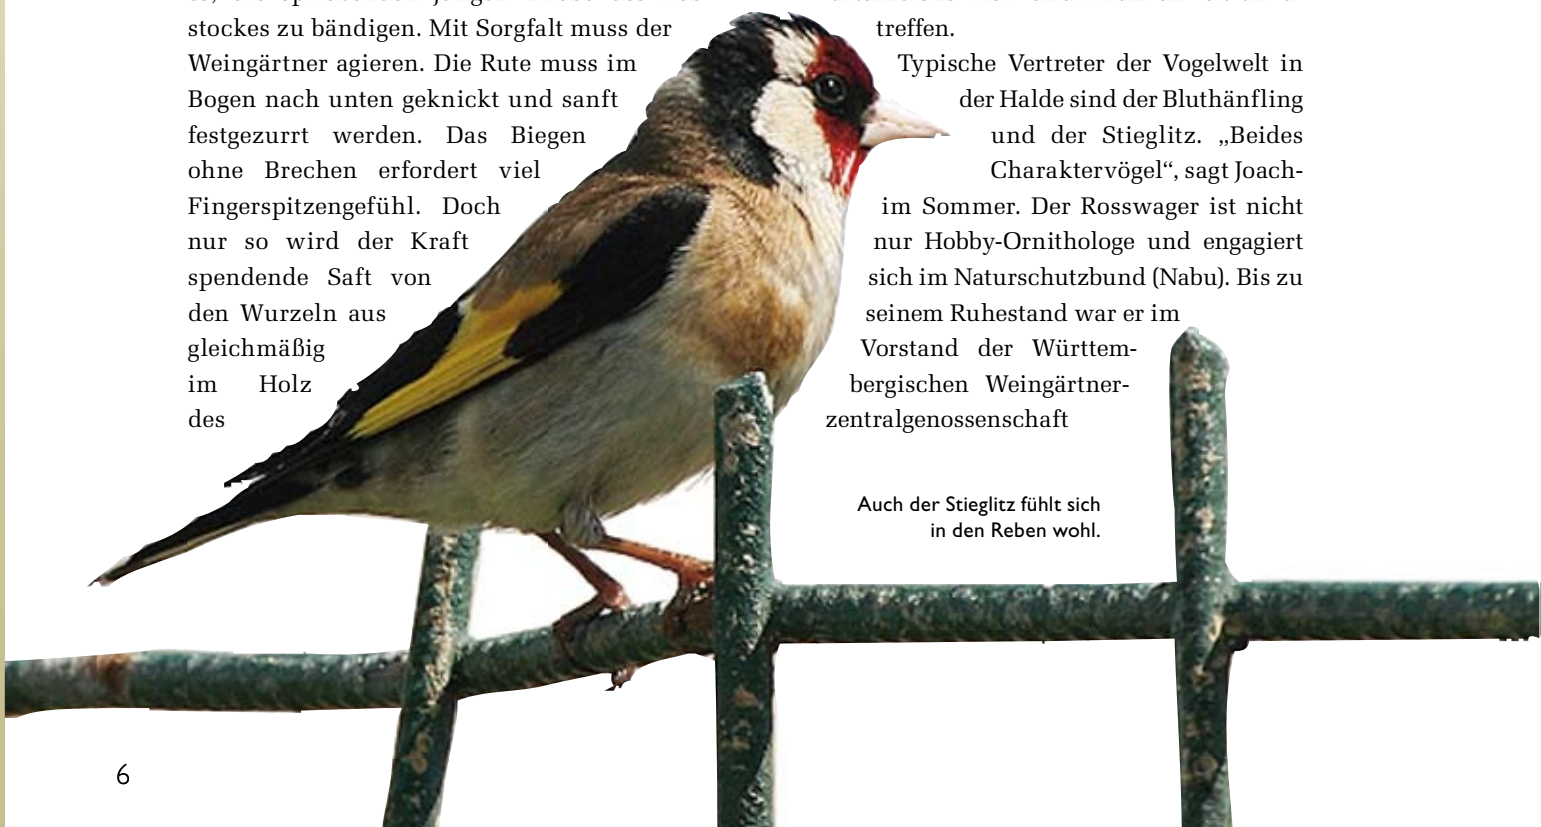 stockes zu bändigen. Mit Sorgfalt muss der
Weingärtner agieren. Die Rute muss im
Bogen nach unten geknickt und sanft
festgezurrt werden. Das Biegen
ohne Brechen erfordert viel
Fingerspitzengefühl. Doch
nur so wird der Kraft
spendende Saft von
den Wurzeln aus
gleichmäßig
im Holz
des
treffen.
Typische Vertreter der Vogelwelt in
der Halde sind der Bluthänfling
und der Stieglitz. „Beides
Charaktervögel“, sagt Joach-
im Sommer. Der Rosswager ist nicht
nur Hobby-Ornithologe und engagiert
sich im Naturschutzbund (Nabu). Bis zu
seinem Ruhestand war er im
Vorstand der Württem-
bergischen Weingärtner-
zentralgenossenschaft
Auch der Stieglitz fühlt sich
in den Reben wohl.
6